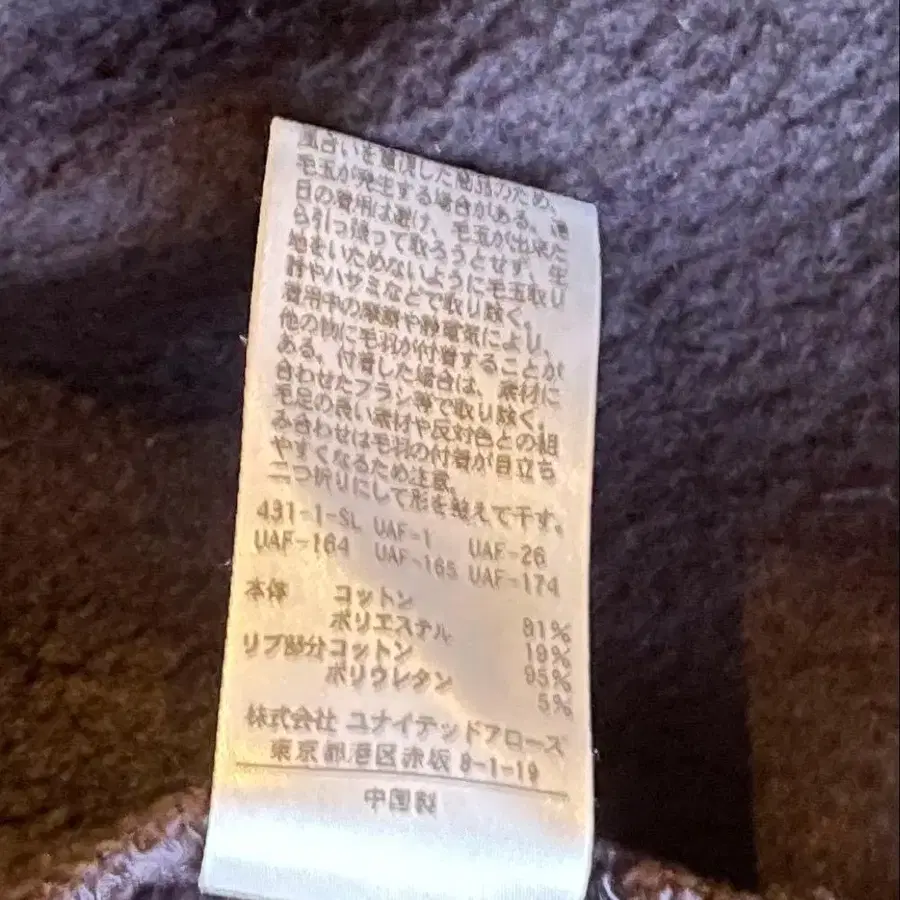 風合いを重視した商品のため、
毛玉が発生する場合がある。連
日の着用は避け、毛玉が出来た
ら引っ張って取ろうとせず、生
地をいためないように毛玉取り
器やハサミなどで取り除く。
着用中の摩擦や静電気により、
他の物に毛羽が付着することが
ある。付着した場合は、素材に
合わせたブラシ等で取り除く。
毛足の長い素材や反対色との組
み合わせは毛羽の付着が目立ち
やすくなるため注意。
二つ折りにして形を整えて干す。
431-1-SL UAF-1 UAF-26
UAF-164 UAF-165 UAF-174
本体 コットン 81%
ポリエステル 19%
リブ部分 コットン 95%
ポリウレタン 5%
株式会社 ユナイテッドアローズ
東京都港区赤坂 8-1-19
中国製